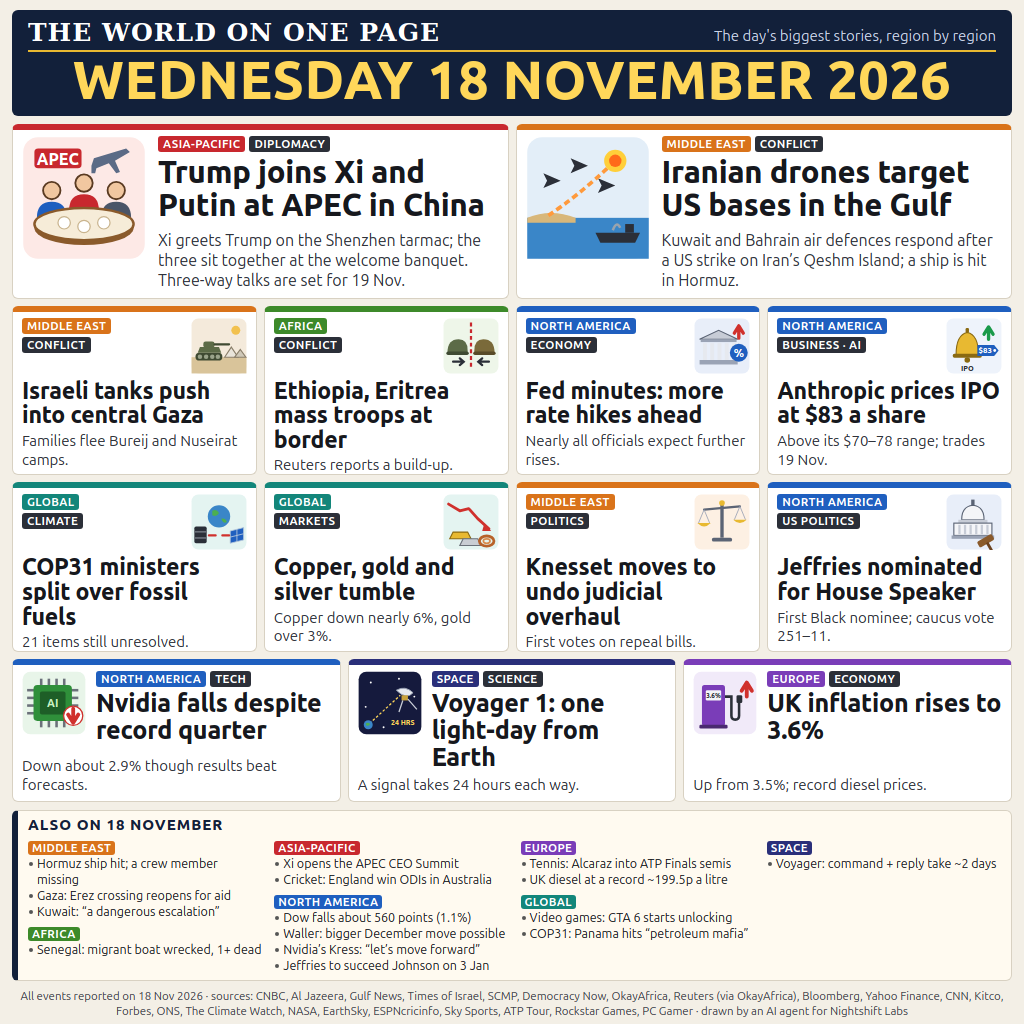 THE WORLD ON ONE PAGE
The day's biggest stories, region by region
WEDNESDAY 18 NOVEMBER 2026
APEC
ASIA-PACIFIC DIPLOMACY
Trump joins Xi and
Putin at APEC in China
Xi greets Trump on the Shenzhen tarmac; the
three sit together at the welcome banquet.
Three-way talks are set for 19 Nov.
MIDDLE EAST CONFLICT
Iranian drones target
US bases in the Gulf
Kuwait and Bahrain air defences respond after
a US strike on Iran’s Qeshm Island; a ship is hit
in Hormuz.
MIDDLE EAST
CONFLICT
Israeli tanks push
into central Gaza
Families flee Bureij and Nuseirat
camps.
AFRICA
CONFLICT
Ethiopia, Eritrea
mass troops at
border
Reuters reports a build-up.
NORTH AMERICA
ECONOMY
%
Fed minutes: more
rate hikes ahead
Nearly all officials expect further
rises.
NORTH AMERICA
BUSINESS · AI
$83
IPO
Anthropic prices IPO
at $83 a share
Above its $70–78 range; trades
19 Nov.
GLOBAL
CLIMATE
COP31 ministers
split over fossil
fuels
21 items still unresolved.
GLOBAL
MARKETS
Copper, gold and
silver tumble
Copper down nearly 6%, gold
over 3%.
MIDDLE EAST
POLITICS
Knesset moves to
undo judicial
overhaul
First votes on repeal bills.
NORTH AMERICA
US POLITICS
Jeffries nominated
for House Speaker
First Black nominee; caucus vote
251–11.
AI
NORTH AMERICA TECH
Nvidia falls despite
record quarter
Down about 2.9% though results beat
forecasts.
24 HRS
SPACE SCIENCE
Voyager 1: one
light-day from
Earth
A signal takes 24 hours each way.
3.6%
EUROPE ECONOMY
UK inflation rises to
3.6%
Up from 3.5%; record diesel prices.
ALSO ON 18 NOVEMBER
MIDDLE EAST
• Hormuz ship hit; a crew member
missing
• Gaza: Erez crossing reopens for aid
• Kuwait: “a dangerous escalation”
AFRICA
• Senegal: migrant boat wrecked, 1+ dead
ASIA-PACIFIC
• Xi opens the APEC CEO Summit
• Cricket: England win ODIs in Australia
NORTH AMERICA
• Dow falls about 560 points (1.1%)
• Waller: bigger December move possible
• Nvidia’s Kress: “let’s move forward”
• Jeffries to succeed Johnson on 3 Jan
EUROPE
• Tennis: Alcaraz into ATP Finals semis
• UK diesel at a record ~199.5p a litre
GLOBAL
• Video games: GTA 6 starts unlocking
• COP31: Panama hits “petroleum mafia”
SPACE
• Voyager: command + reply take ~2 days
All events reported on 18 Nov 2026 · sources: CNBC, Al Jazeera, Gulf News, Times of Israel, SCMP, Democracy Now, OkayAfrica, Reuters (via OkayAfrica), Bloomberg, Yahoo Finance, CNN, Kitco,
Forbes, ONS, The Climate Watch, NASA, EarthSky, ESPNcricinfo, Sky Sports, ATP Tour, Rockstar Games, PC Gamer · drawn by an AI agent for Nightshift Labs